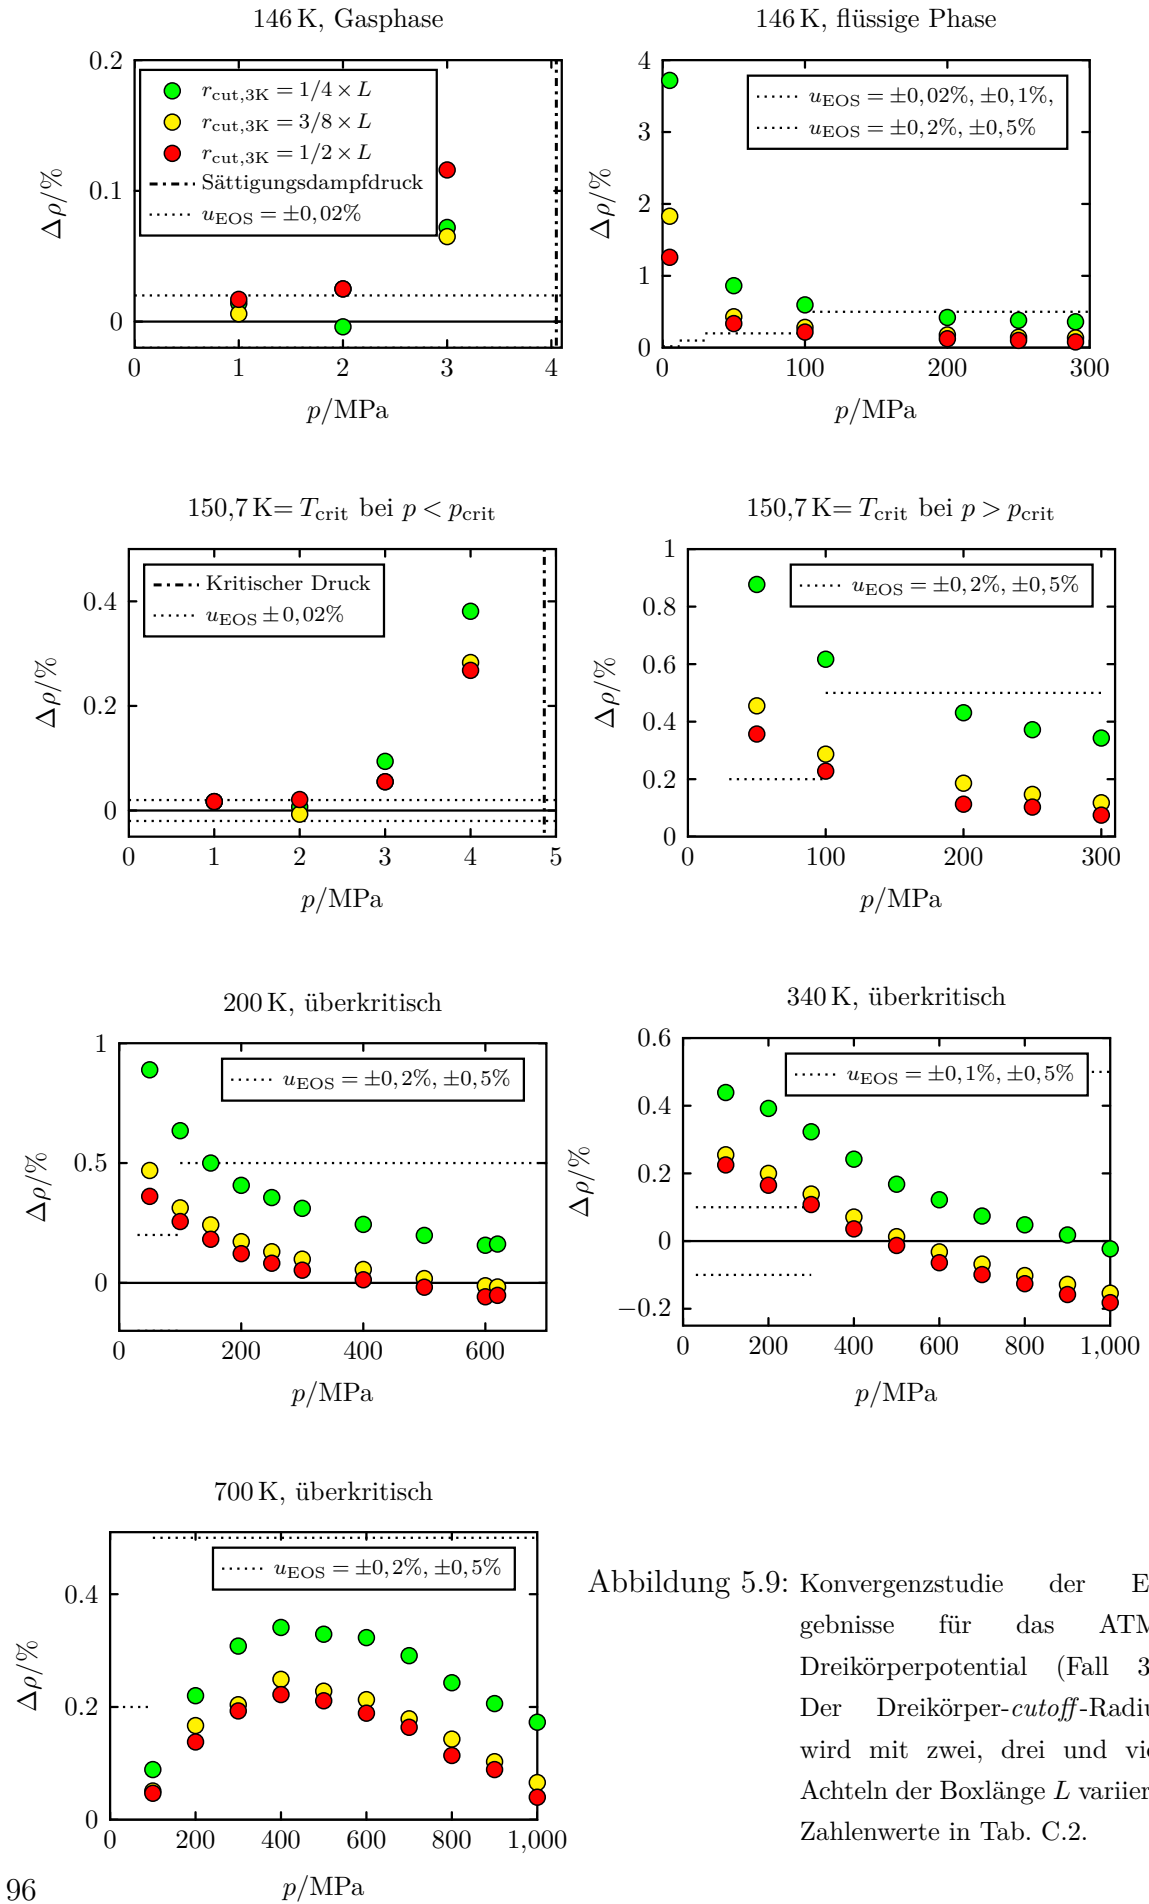 146 K, Gasphase
0.2
0.1
0
Δρ/%
r_cut,3K = 1/4 × L
r_cut,3K = 3/8 × L
r_cut,3K = 1/2 × L
Sättigungsdampfdruck
u_EOS = ±0,02%
0 1 2 3 4
p/MPa
146 K, flüssige Phase
4
3
2
1
0
Δρ/%
u_EOS = ±0,02%, ±0,1%,
u_EOS = ±0,2%, ±0,5%
0 100 200 300
p/MPa
150,7 K= T_crit bei p < p_crit
0.4
0.2
0
Δρ/%
Kritischer Druck
u_EOS ± 0,02%
0 1 2 3 4 5
p/MPa
150,7 K= T_crit bei p > p_crit
1
0.8
0.6
0.4
0.2
0
Δρ/%
u_EOS = ±0,2%, ±0,5%
0 100 200 300
p/MPa
200 K, überkritisch
1
0.5
0
Δρ/%
u_EOS = ±0,2%, ±0,5%
0 200 400 600
p/MPa
340 K, überkritisch
0.6
0.4
0.2
0
−0.2
Δρ/%
u_EOS = ±0,1%, ±0,5%
0 200 400 600 800 1,000
p/MPa
700 K, überkritisch
0.4
0.2
0
Δρ/%
u_EOS = ±0,2%, ±0,5%
0 200 400 600 800 1,000
p/MPa
Abbildung 5.9: Konvergenzstudie der E
gebnisse für das ATM
Dreikörperpotential (Fall 3
Der Dreikörper-cutoff-Radiu
wird mit zwei, drei und vie
Achteln der Boxlänge L variier
Zahlenwerte in Tab. C.2.
96